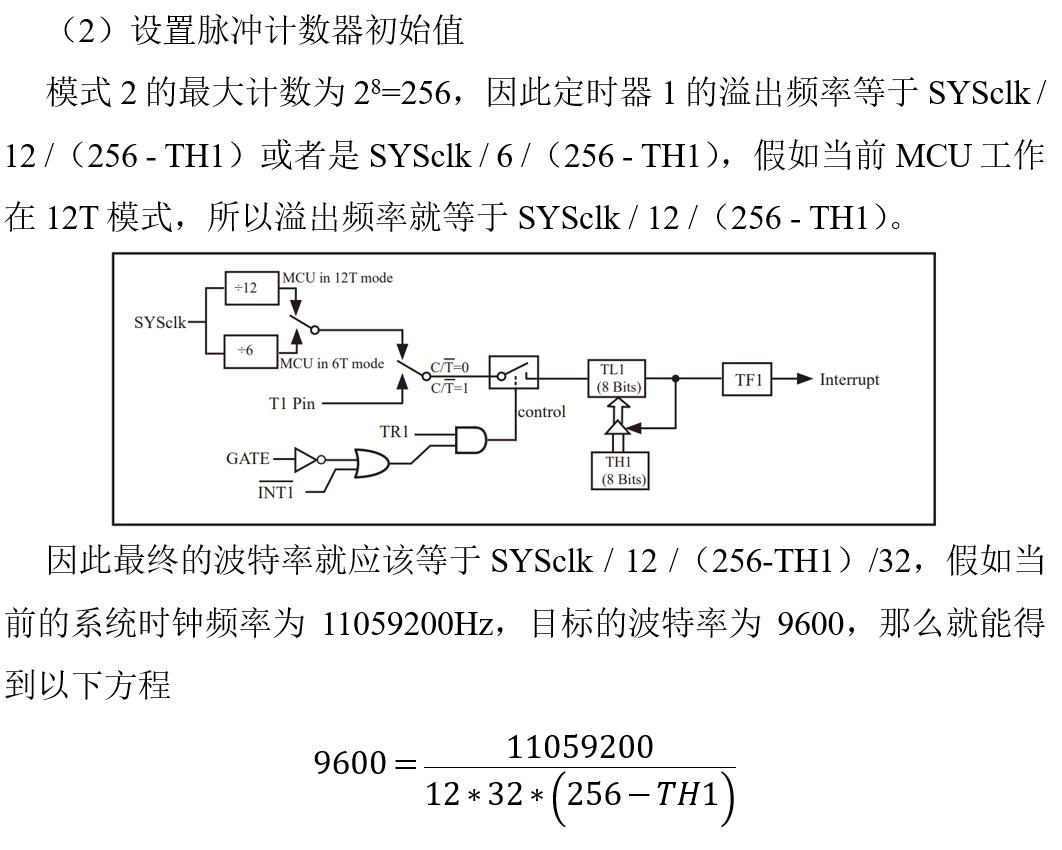 （2）设置脉冲计数器初始值
模式 2 的最大计数为 2⁸=256，因此定时器 1 的溢出频率等于 SYSclk /
12 /（256 - TH1）或者是 SYSclk / 6 /（256 - TH1），假如当前 MCU 工作
在 12T 模式，所以溢出频率就等于 SYSclk / 12 /（256 - TH1）。
÷12
MCU in 12T mode
SYSclk
÷6
MCU in 6T mode
C/T̅=0
C/T̅=1
T1 Pin
TL1
(8 Bits)
TF1
Interrupt
control
TR1
GATE
I̅N̅T̅1̅
TH1
(8 Bits)
因此最终的波特率就应该等于 SYSclk / 12 /（256-TH1）/32，假如当
前的系统时钟频率为 11059200Hz，目标的波特率为 9600，那么就能得
到以下方程
9600 = 11059200
12 * 32 * (256 − TH1)